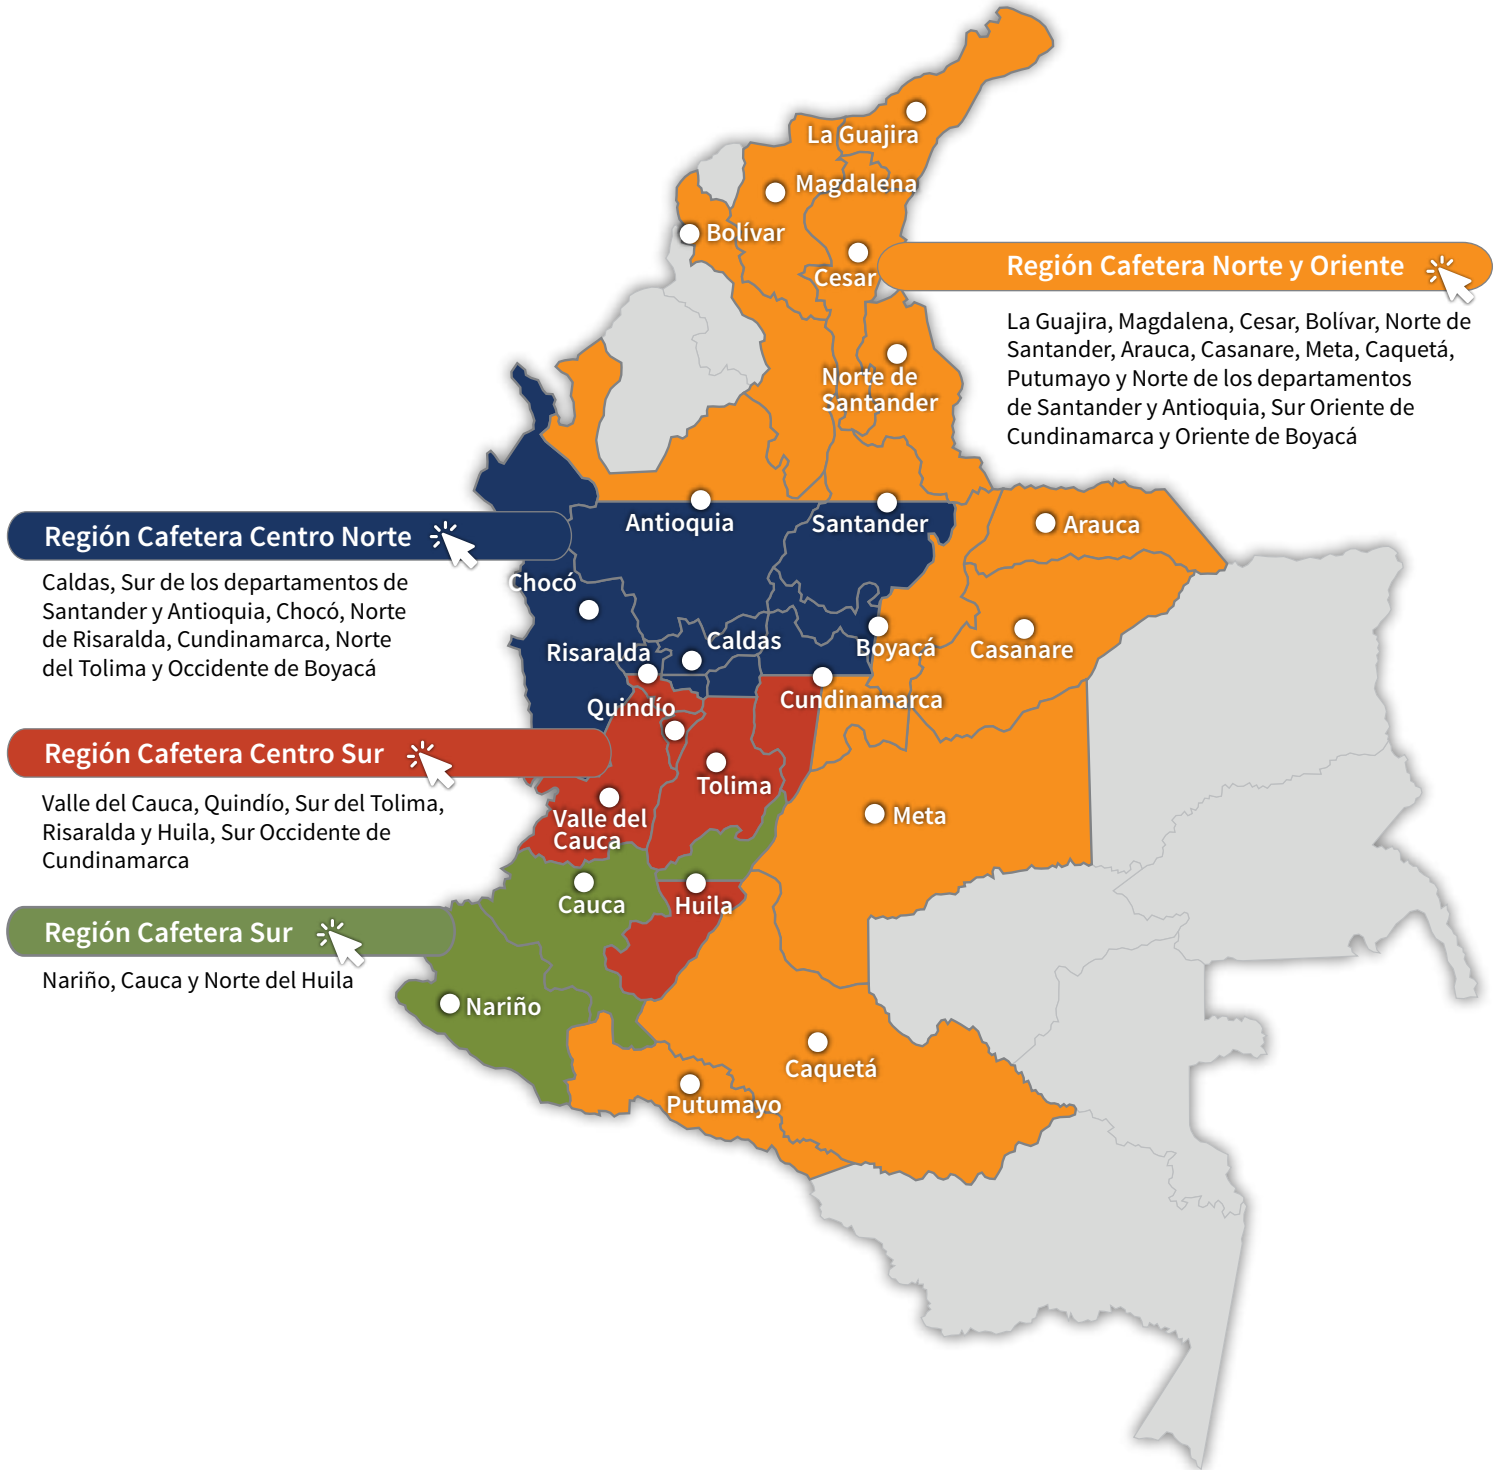 La Guajira
Magdalena
Bolívar
Cesar
Región Cafetera Norte y Oriente
La Guajira, Magdalena, Cesar, Bolívar, Norte de
Santander, Arauca, Casanare, Meta, Caquetá,
Putumayo y Norte de los departamentos
de Santander y Antioquia, Sur Oriente de
Cundinamarca y Oriente de Boyacá
Norte de
Santander
Antioquia
Santander
Arauca
Región Cafetera Centro Norte
Caldas, Sur de los departamentos de
Santander y Antioquia, Chocó, Norte
de Risaralda, Cundinamarca, Norte
del Tolima y Occidente de Boyacá
Chocó
Risaralda
Caldas
Boyacá
Casanare
Quindío
Cundinamarca
Región Cafetera Centro Sur
Valle del Cauca, Quindío, Sur del Tolima,
Risaralda y Huila, Sur Occidente de
Cundinamarca
Tolima
Valle del
Cauca
Meta
Cauca
Huila
Región Cafetera Sur
Nariño, Cauca y Norte del Huila
Nariño
Caquetá
Putumayo